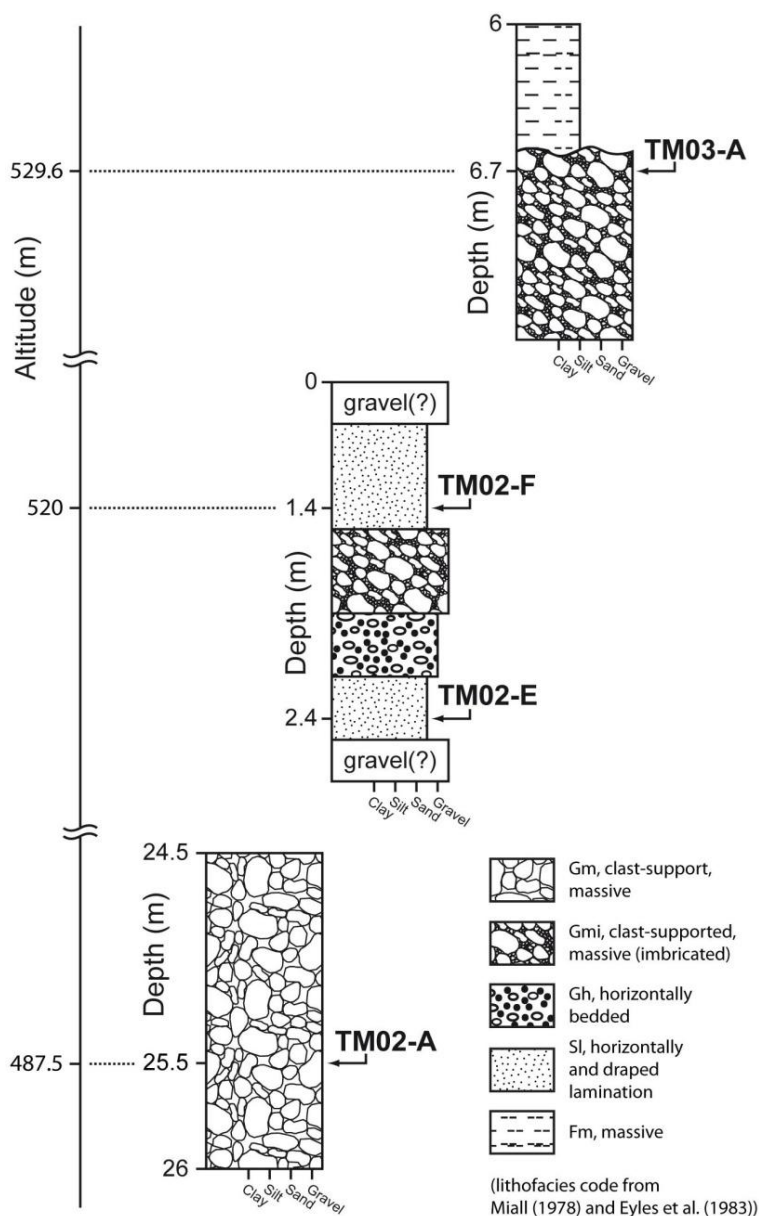 Altitude (m)
529.6
520
487.5
6
6.7
Depth (m)
TM03-A
Clay
Silt
Sand
Gravel
0
gravel(?)
1.4
TM02-F
Depth (m)
2.4
TM02-E
gravel(?)
Clay
Silt
Sand
Gravel
24.5
Depth (m)
25.5
TM02-A
26
Clay
Silt
Sand
Gravel
Gm, clast-support,
massive
Gmi, clast-supported,
massive (imbricated)
Gh, horizontally
bedded
Sl, horizontally
and draped
lamination
Fm, massive
(lithofacies code from
Miall (1978) and Eyles et al. (1983))